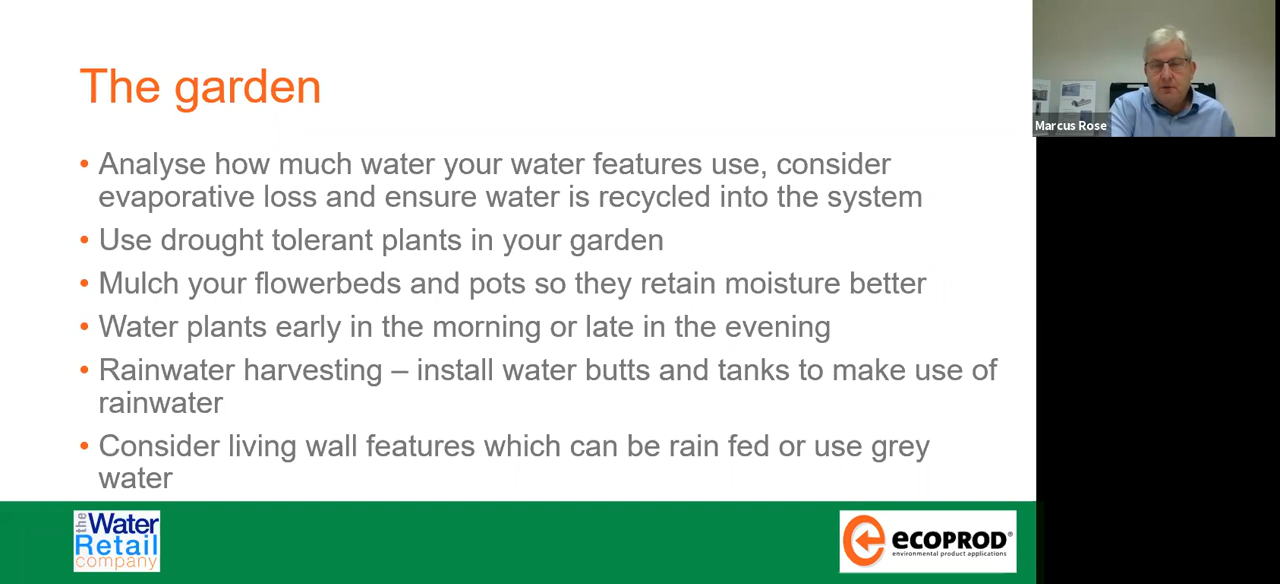 The garden
Marcus Rose
• Analyse how much water your water features use, consider
evaporative loss and ensure water is recycled into the system
• Use drought tolerant plants in your garden
• Mulch your flowerbeds and pots so they retain moisture better
• Water plants early in the morning or late in the evening
• Rainwater harvesting – install water butts and tanks to make use of
rainwater
• Consider living wall features which can be rain fed or use grey
water
the Water
Retail
company
ECOPROD®
environmental product applications